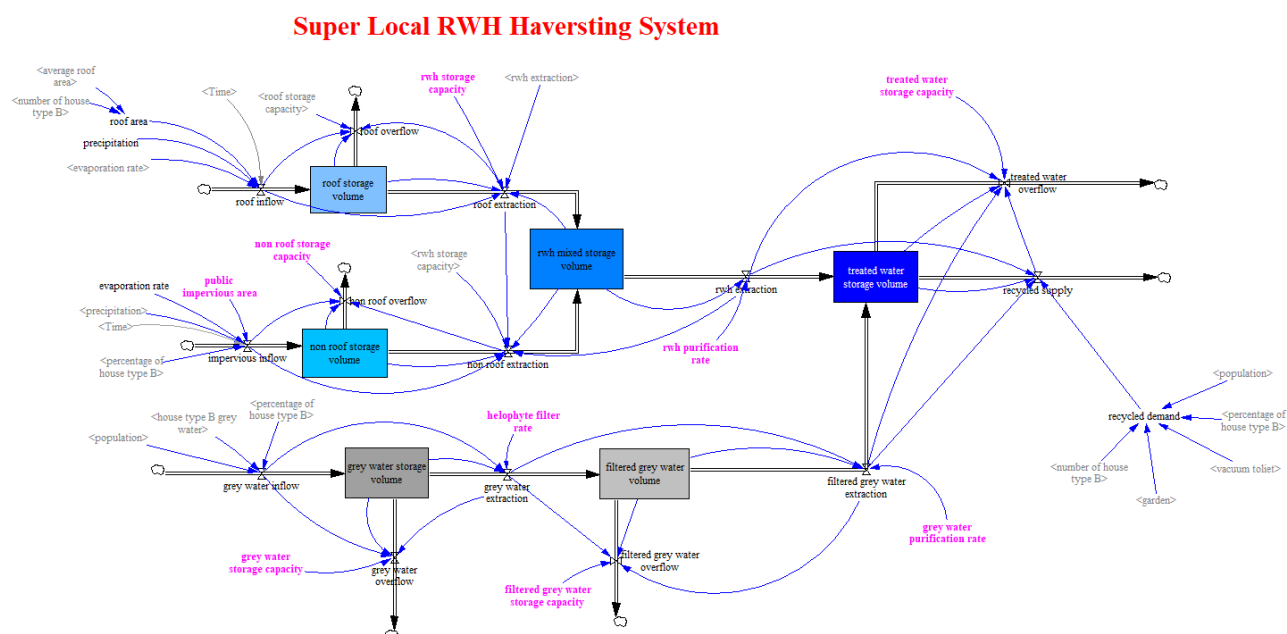 Super Local RWH Haversting System
<average roof
area>
<number of house
type B>
roof area
precipitation
<evaporation rate>
<Time>
roof inflow
<roof storage
capacity>
roof overflow
roof storage
volume
rwh storage
capacity
<rwh extraction>
roof extraction
treated water
storage capacity
treated water
overflow
rwh mixed storage
volume
non roof storage
capacity
<rwh storage
capacity>
public
impervious area
evaporation rate
<precipitation>
<Time>
<percentage of
house type B>
impervious inflow
non roof overflow
non roof storage
volume
non roof extraction
rwh extraction
rwh purification
rate
treated water
storage volume
recycled supply
<population>
<percentage of
house type B>
recycled demand
<vacuum toliet>
<number of house
type B>
<garden>
<house type B grey
water>
<percentage of
house type B>
<population>
grey water inflow
grey water storage
volume
helophyte filter
rate
grey water
extraction
filtered grey water
volume
filtered grey water
extraction
grey water
purification rate
grey water
storage capacity
grey water
overflow
filtered grey water
storage capacity
filtered grey water
overflow